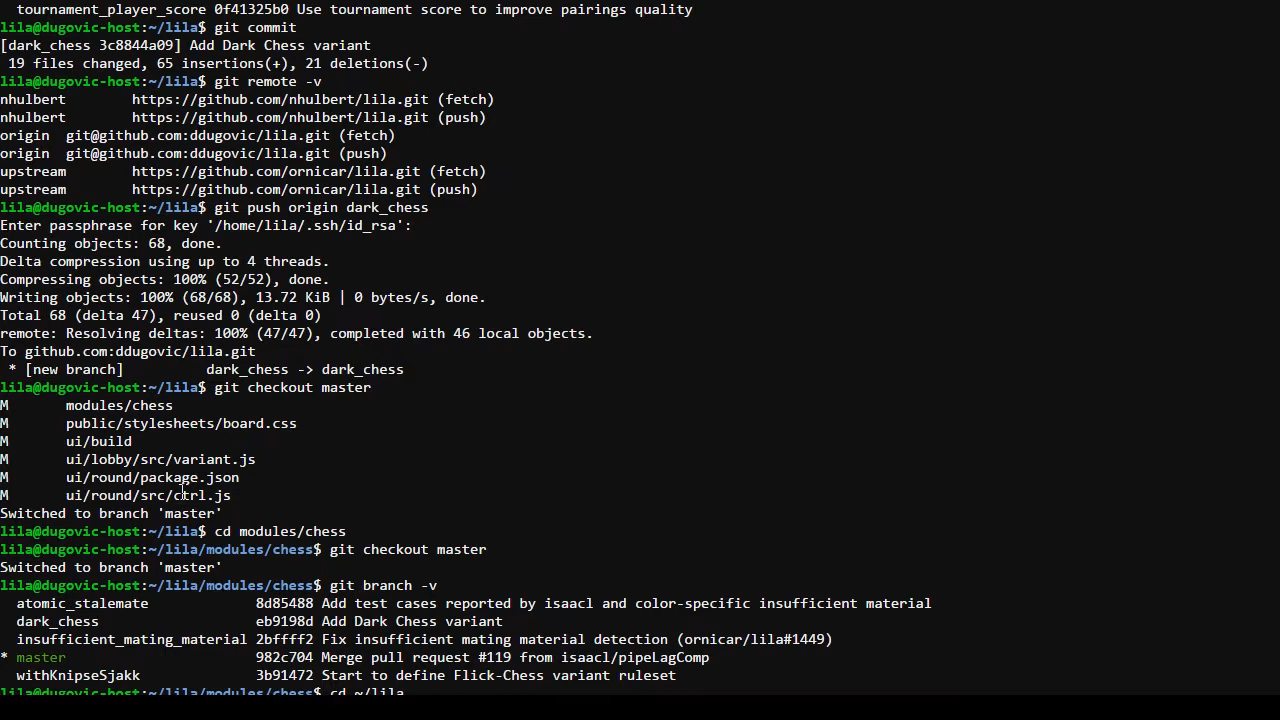 tournament_player_score 0f41325b0 Use tournament score to improve pairings quality
lila@dugovic-host:~/lila$ git commit
[dark_chess 3c8844a09] Add Dark Chess variant
19 files changed, 65 insertions(+), 21 deletions(-)
lila@dugovic-host:~/lila$ git remote -v
nhulbert https://github.com/nhulbert/lila.git (fetch)
nhulbert https://github.com/nhulbert/lila.git (push)
origin git@github.com:ddugovic/lila.git (fetch)
origin git@github.com:ddugovic/lila.git (push)
upstream https://github.com/ornicar/lila.git (fetch)
upstream https://github.com/ornicar/lila.git (push)
lila@dugovic-host:~/lila$ git push origin dark_chess
Enter passphrase for key '/home/lila/.ssh/id_rsa':
Counting objects: 68, done.
Delta compression using up to 4 threads.
Compressing objects: 100% (52/52), done.
Writing objects: 100% (68/68), 13.72 KiB | 0 bytes/s, done.
Total 68 (delta 47), reused 0 (delta 0)
remote: Resolving deltas: 100% (47/47), completed with 46 local objects.
To github.com:ddugovic/lila.git
* [new branch] dark_chess -> dark_chess
lila@dugovic-host:~/lila$ git checkout master
M modules/chess
M public/stylesheets/board.css
M ui/build
M ui/lobby/src/variant.js
M ui/round/package.json
M ui/round/src/ctrl.js
Switched to branch 'master'
lila@dugovic-host:~/lila$ cd modules/chess
lila@dugovic-host:~/lila/modules/chess$ git checkout master
Switched to branch 'master'
lila@dugovic-host:~/lila/modules/chess$ git branch -v
atomic_stalemate 8d85488 Add test cases reported by isaacl and color-specific insufficient material
dark_chess eb9198d Add Dark Chess variant
insufficient_mating_material 2bffff2 Fix insufficient mating material detection (ornicar/lila#1449)
* master 982c704 Merge pull request #119 from isaacl/pipeLagComp
withKnipseSjakk 3b91472 Start to define Flick-Chess variant ruleset
lila@dugovic-host:~/lila/modules/chess$ cd ~/lila